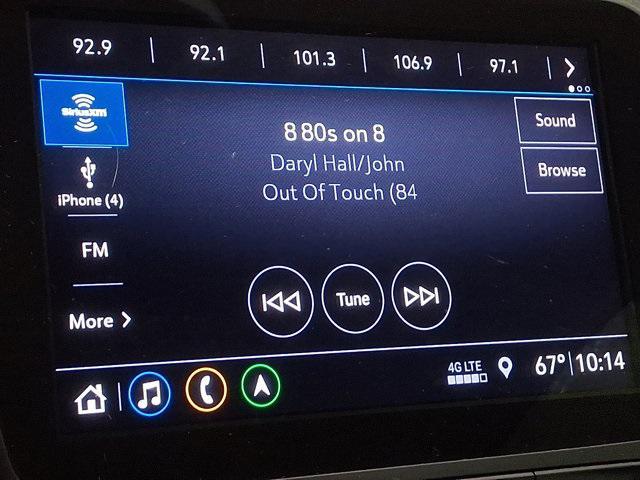 92.9 92.1 101.3 106.9 97.1
SiriusXM
8 80s on 8
Sound
Daryl Hall/John
Browse
Out Of Touch (84
iPhone (4)
FM
Tune
More
4G LTE
67° 10:14